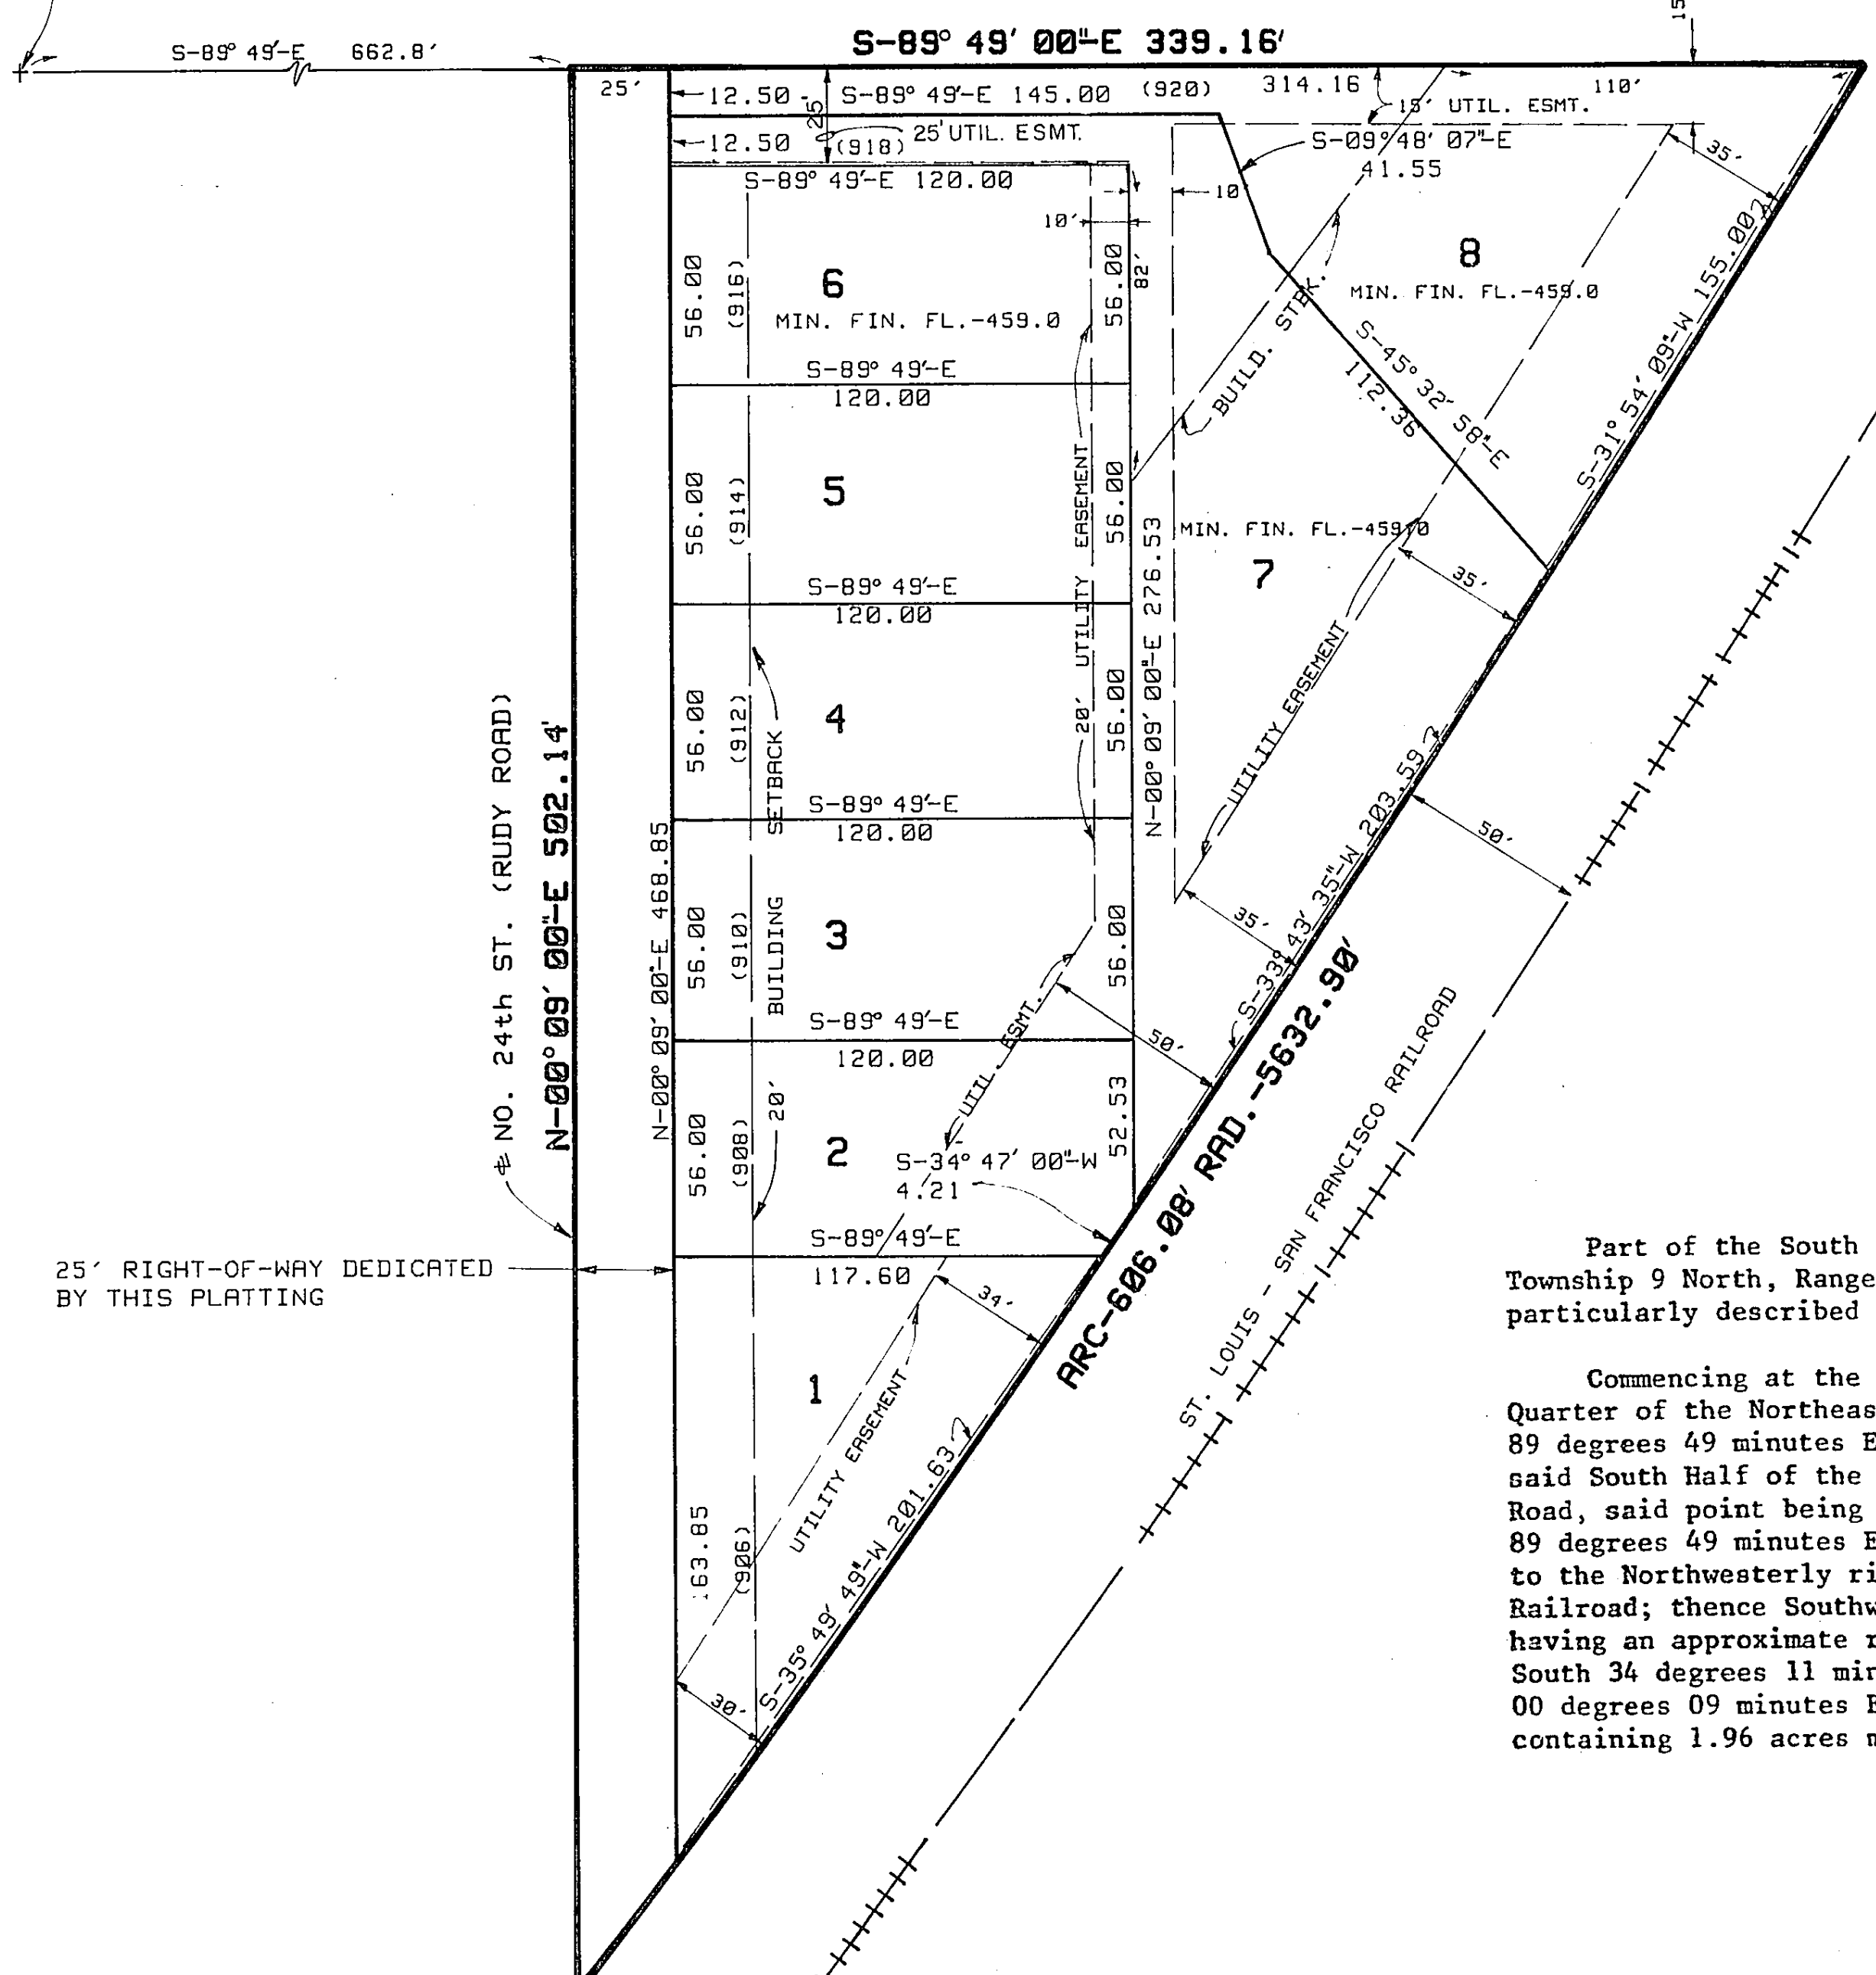 S-89° 49' 00"-E 339.16'
S-89° 49'-E 662.8'
15
25'
12.50
S-89° 49'-E 145.00
(920)
314.16
110'
15' UTIL. ESMT.
25'
12.50
(918)
25' UTIL. ESMT.
S-09° 48' 07"-E
41.55
35'
S-89° 49'-E 120.00
10'
10'
82'
56.00
(916)
6
MIN. FIN. FL.-459.0
56.00
8
MIN. FIN. FL.-459.0
S-31° 54' 09"-W 155.00
BUILD. STBK.
S-45° 32' 58"-E
112.36
S-89° 49'-E
120.00
56.00
(914)
5
20' UTILITY EASEMENT
56.00
N-00° 09' 00"-E 276.53
MIN. FIN. FL.-459.0
7
35'
S-89° 49'-E
120.00
56.00
(912)
4
56.00
UTILITY EASEMENT
S-33° 43' 35"-W 203.59
50'
₵ NO. 24th ST. (RUDY ROAD)
N-00° 09' 00"-E 502.14'
N-00° 09' 00"-E 468.85
20' BUILDING SETBACK
S-89° 49'-E
120.00
56.00
(910)
3
56.00
35'
S-89° 49'-E
120.00
UTIL. ESMT.
50'
56.00
(908)
2
52.53
S-34° 47' 00"-W
4.21
ARC-606.08' RAD.-5632.90'
ST. LOUIS - SAN FRANCISCO RAILROAD
S-89° 49'-E
117.60
25' RIGHT-OF-WAY DEDICATED
BY THIS PLATTING
34'
1
UTILITY EASEMENT
S-35° 49' 49"-W 201.63'
163.85
(906)
30'
Part of the South
Township 9 North, Range
particularly described
Commencing at the
Quarter of the Northeas
89 degrees 49 minutes E
said South Half of the
Road, said point being
89 degrees 49 minutes E
to the Northwesterly ri
Railroad; thence Southw
having an approximate r
South 34 degrees 11 min
00 degrees 09 minutes E
containing 1.96 acres m